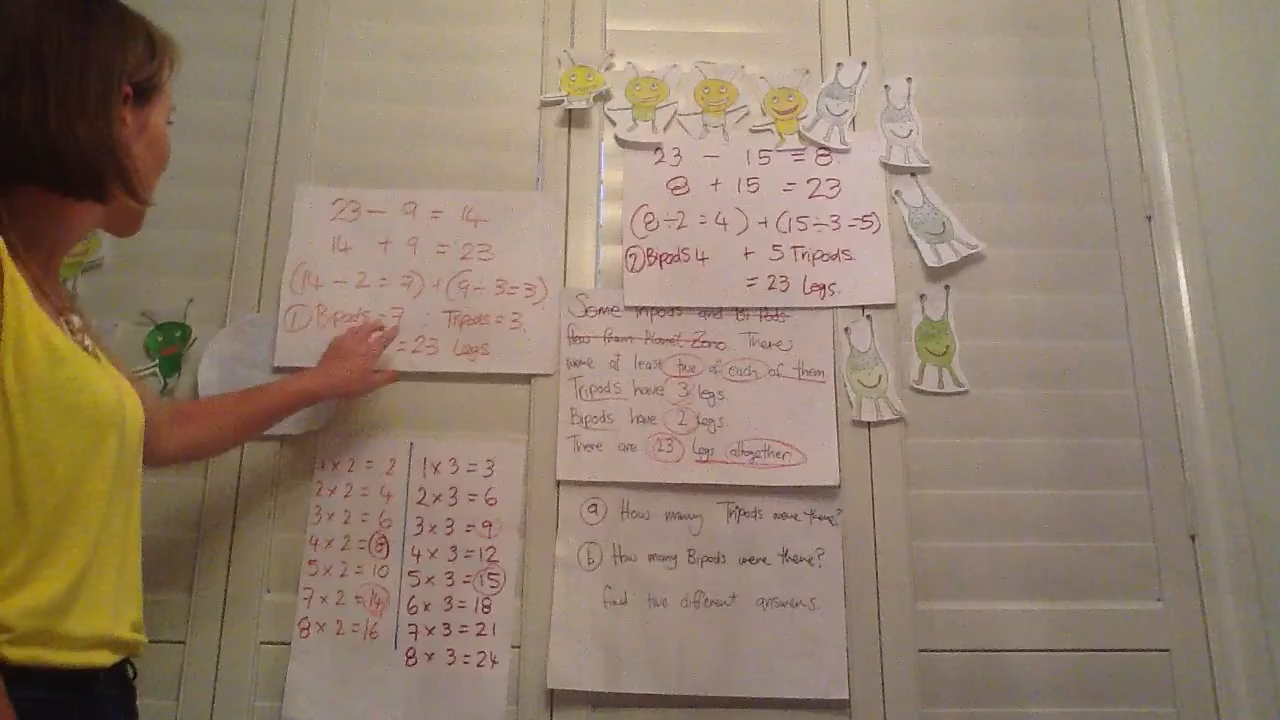 23 - 9 = 14
14 + 9 = 23
(14 - 2 = 7) + (9 ÷ 3 = 3)
① Bipods = 7 Tripods = 3.
= 23 Legs
23 - 15 = 8.
8 + 15 = 23
(8 ÷ 2 = 4) + (15 ÷ 3 = 5)
② Bipods 4 + 5 Tripods.
= 23 Legs.
Some Tripods and Bi Pods
flew from Planet Zeno. There
were at least two of each of them
Tripods have 3 legs
Bipods have 2 legs.
There are 23 legs altogether
ⓐ How many Tripods were there?
ⓑ How many Bipods were there?
find two different answers.
1 x 2 = 2
2 x 2 = 4
3 x 2 = 6
4 x 2 = 8
5 x 2 = 10
7 x 2 = 14
8 x 2 = 16
1 x 3 = 3
2 x 3 = 6
3 x 3 = 9
4 x 3 = 12
5 x 3 = 15
6 x 3 = 18
7 x 3 = 21
8 x 3 = 24